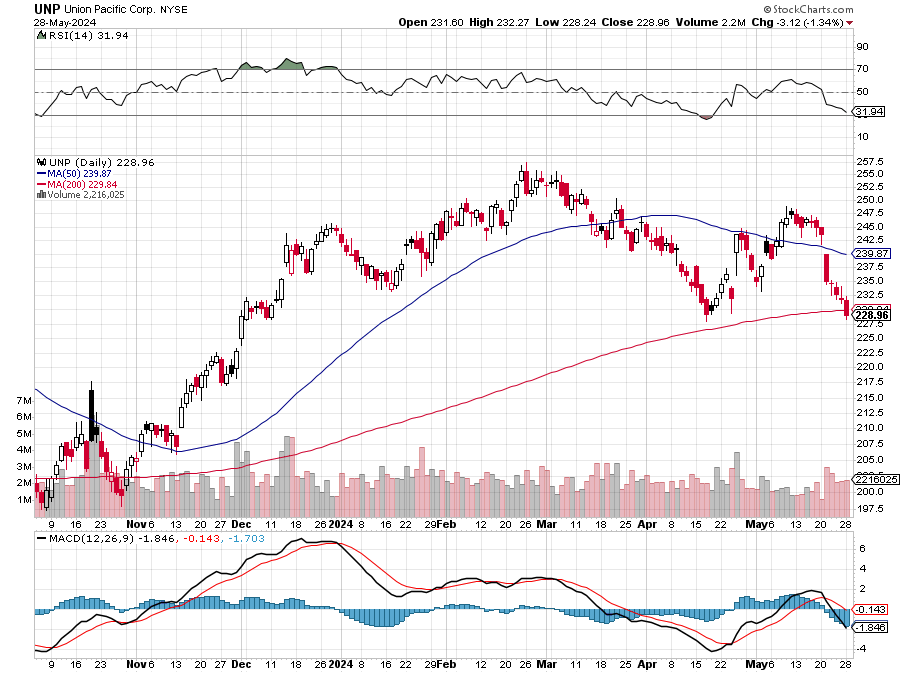 UNP Union Pacific Corp. NYSE © StockCharts.com
28-May-2024 Open 231.60 High 232.27 Low 228.24 Close 228.96 Volume 2.2M Chg -3.12 (-1.34%)
RSI(14) 31.94
90
70
50
31.94
10
UNP (Daily) 228.96
MA(50) 239.87
MA(200) 229.84
Volume 2,216,025
257.5
255.0
252.5
250.0
247.5
245.0
242.5
239.87
237.5
235.0
232.5
228.96
227.5
225.0
222.5
220.0
217.5
215.0
212.5
210.0
207.5
205.0
2216025
200.0
197.5
7M
6M
5M
4M
3M
2M
1M
9 16 23 Nov 6 13 20 27 Dec 11 18 26 2024 8 16 22 29 Feb 12 20 26 Mar 11 18 25 Apr 8 15 22 May 6 13 20 28
MACD(12,26,9) -1.846, -0.143, -1.703
6
4
2
-0.143
-1.846
-4
9 16 23 Nov 6 13 20 27 Dec 11 18 26 2024 8 16 22 29 Feb 12 20 26 Mar 11 18 25 Apr 8 15 22 May 6 13 20 28